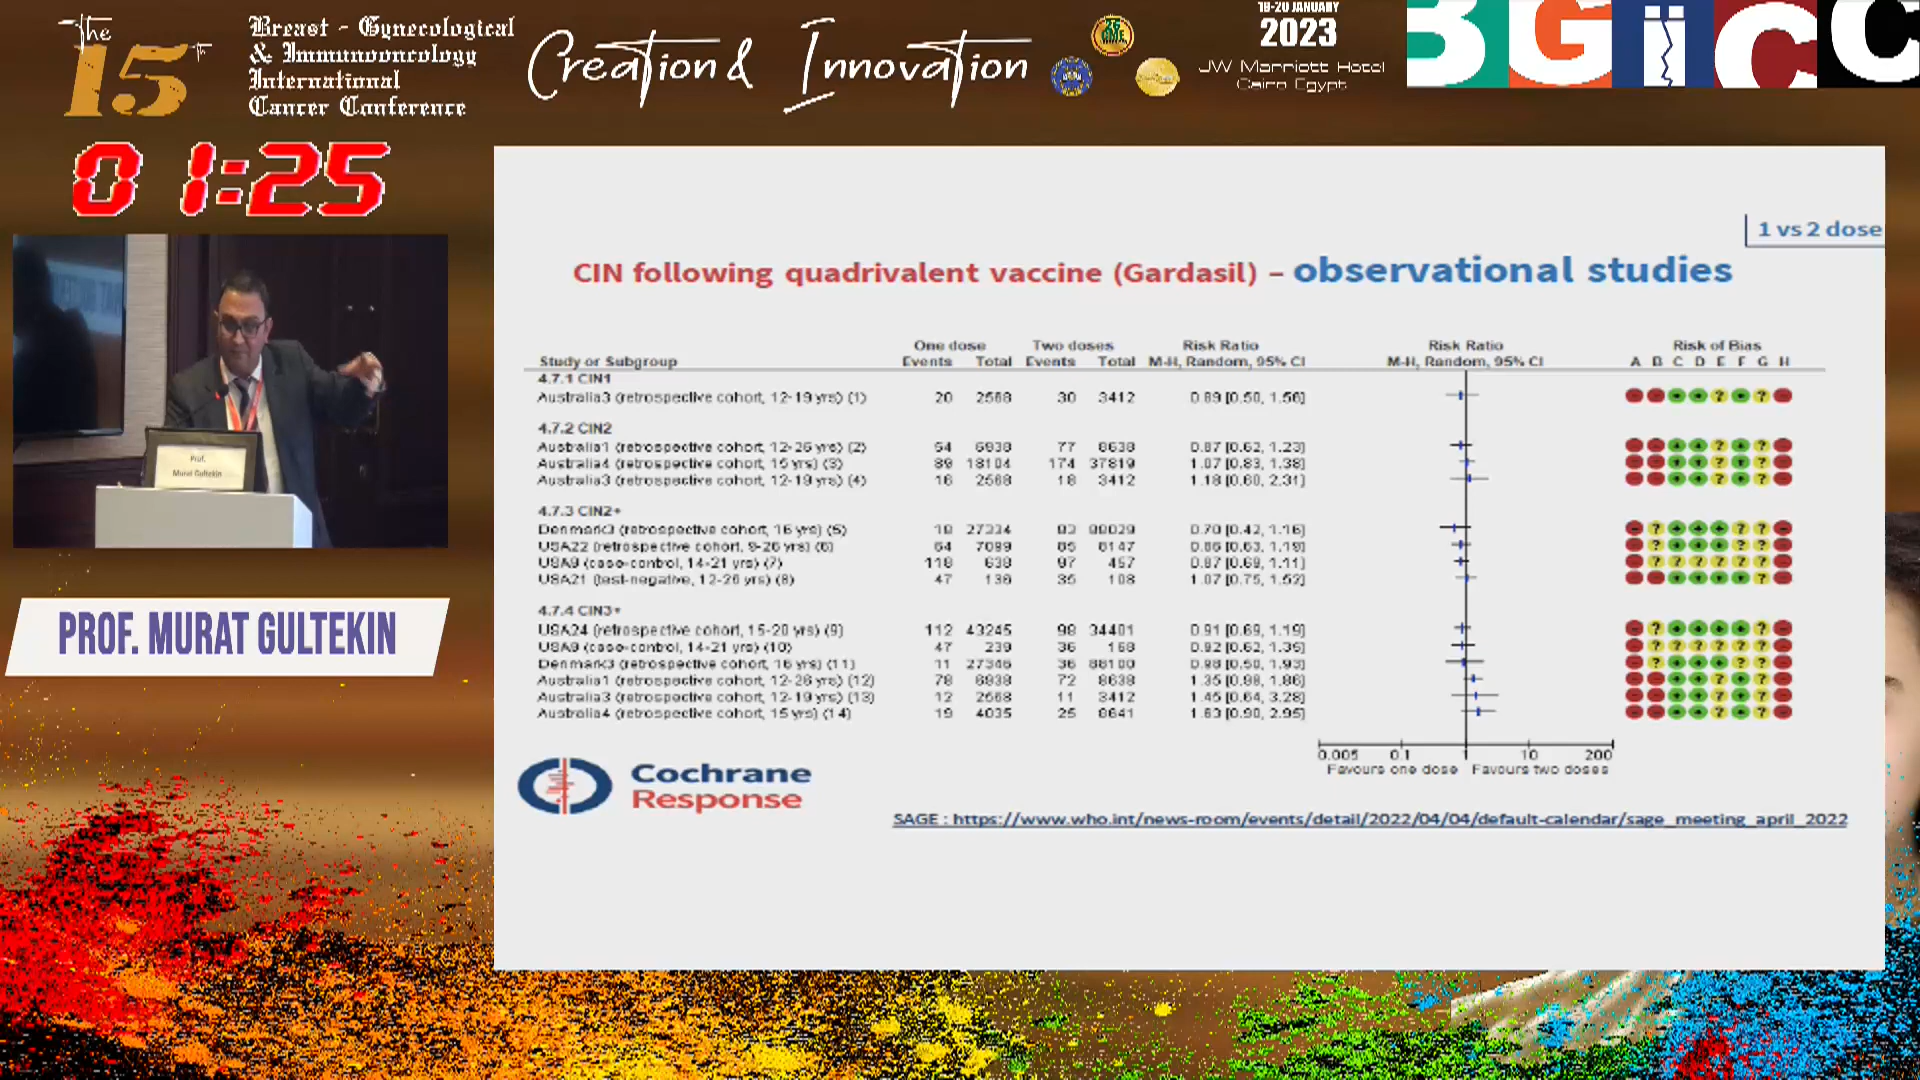 The 15th
Breast - Gynecological
& Immunooncology
International
Cancer Conference
Creation & Innovation
18-20 JANUARY
2023
JW Marriott Hotel
Cairo Egypt
BGICC
01:25
Prof.
Murat Gultekin
PROF. MURAT GULTEKIN
1 vs 2 dose
CIN following quadrivalent vaccine (Gardasil) – observational studies
One dose Two doses Risk Ratio Risk Ratio Risk of Bias
Study or Subgroup Events Total Events Total M-H, Random, 95% CI M-H, Random, 95% CI A B C D E F G H
4.7.1 CIN1
Australia3 (retrospective cohort, 12-19 yrs) (1) 20 2568 30 3412 0.89 [0.50, 1.56]
4.7.2 CIN2
Australia1 (retrospective cohort, 12-26 yrs) (2) 54 6938 77 8638 0.87 [0.62, 1.23]
Australia4 (retrospective cohort, 15 yrs) (3) 89 18104 174 37819 1.07 [0.83, 1.38]
Australia3 (retrospective cohort, 12-19 yrs) (4) 16 2568 18 3412 1.18 [0.60, 2.31]
4.7.3 CIN2+
Denmark3 (retrospective cohort, 16 yrs) (5) 18 27334 83 0.70 [0.42, 1.16]
USA22 (retrospective cohort, 9-26 yrs) (6) 64 7099 85 8147 0.86 [0.63, 1.19]
USA9 (case-control, 14-21 yrs) (7) 118 638 97 457 0.87 [0.69, 1.11]
USA21 (test-negative, 12-26 yrs) (8) 47 136 35 108 1.07 [0.75, 1.52]
4.7.4 CIN3+
USA24 (retrospective cohort, 15-20 yrs) (9) 112 43245 98 34401 0.91 [0.69, 1.19]
USA9 (case-control, 14-21 yrs) (10) 47 239 36 168 0.92 [0.62, 1.35]
Denmark3 (retrospective cohort, 16 yrs) (11) 11 27346 36 88100 0.98 [0.50, 1.93]
Australia1 (retrospective cohort, 12-26 yrs) (12) 78 6938 72 8638 1.35 [0.98, 1.86]
Australia3 (retrospective cohort, 12-19 yrs) (13) 12 2568 11 3412 1.45 [0.64, 3.28]
Australia4 (retrospective cohort, 15 yrs) (14) 19 4035 25 8641 1.63 [0.90, 2.95]
0.005 0.1 1 10 200
Favours one dose Favours two doses
Cochrane
Response
SAGE : https://www.who.int/news-room/events/detail/2022/04/04/default-calendar/sage_meeting_april_2022